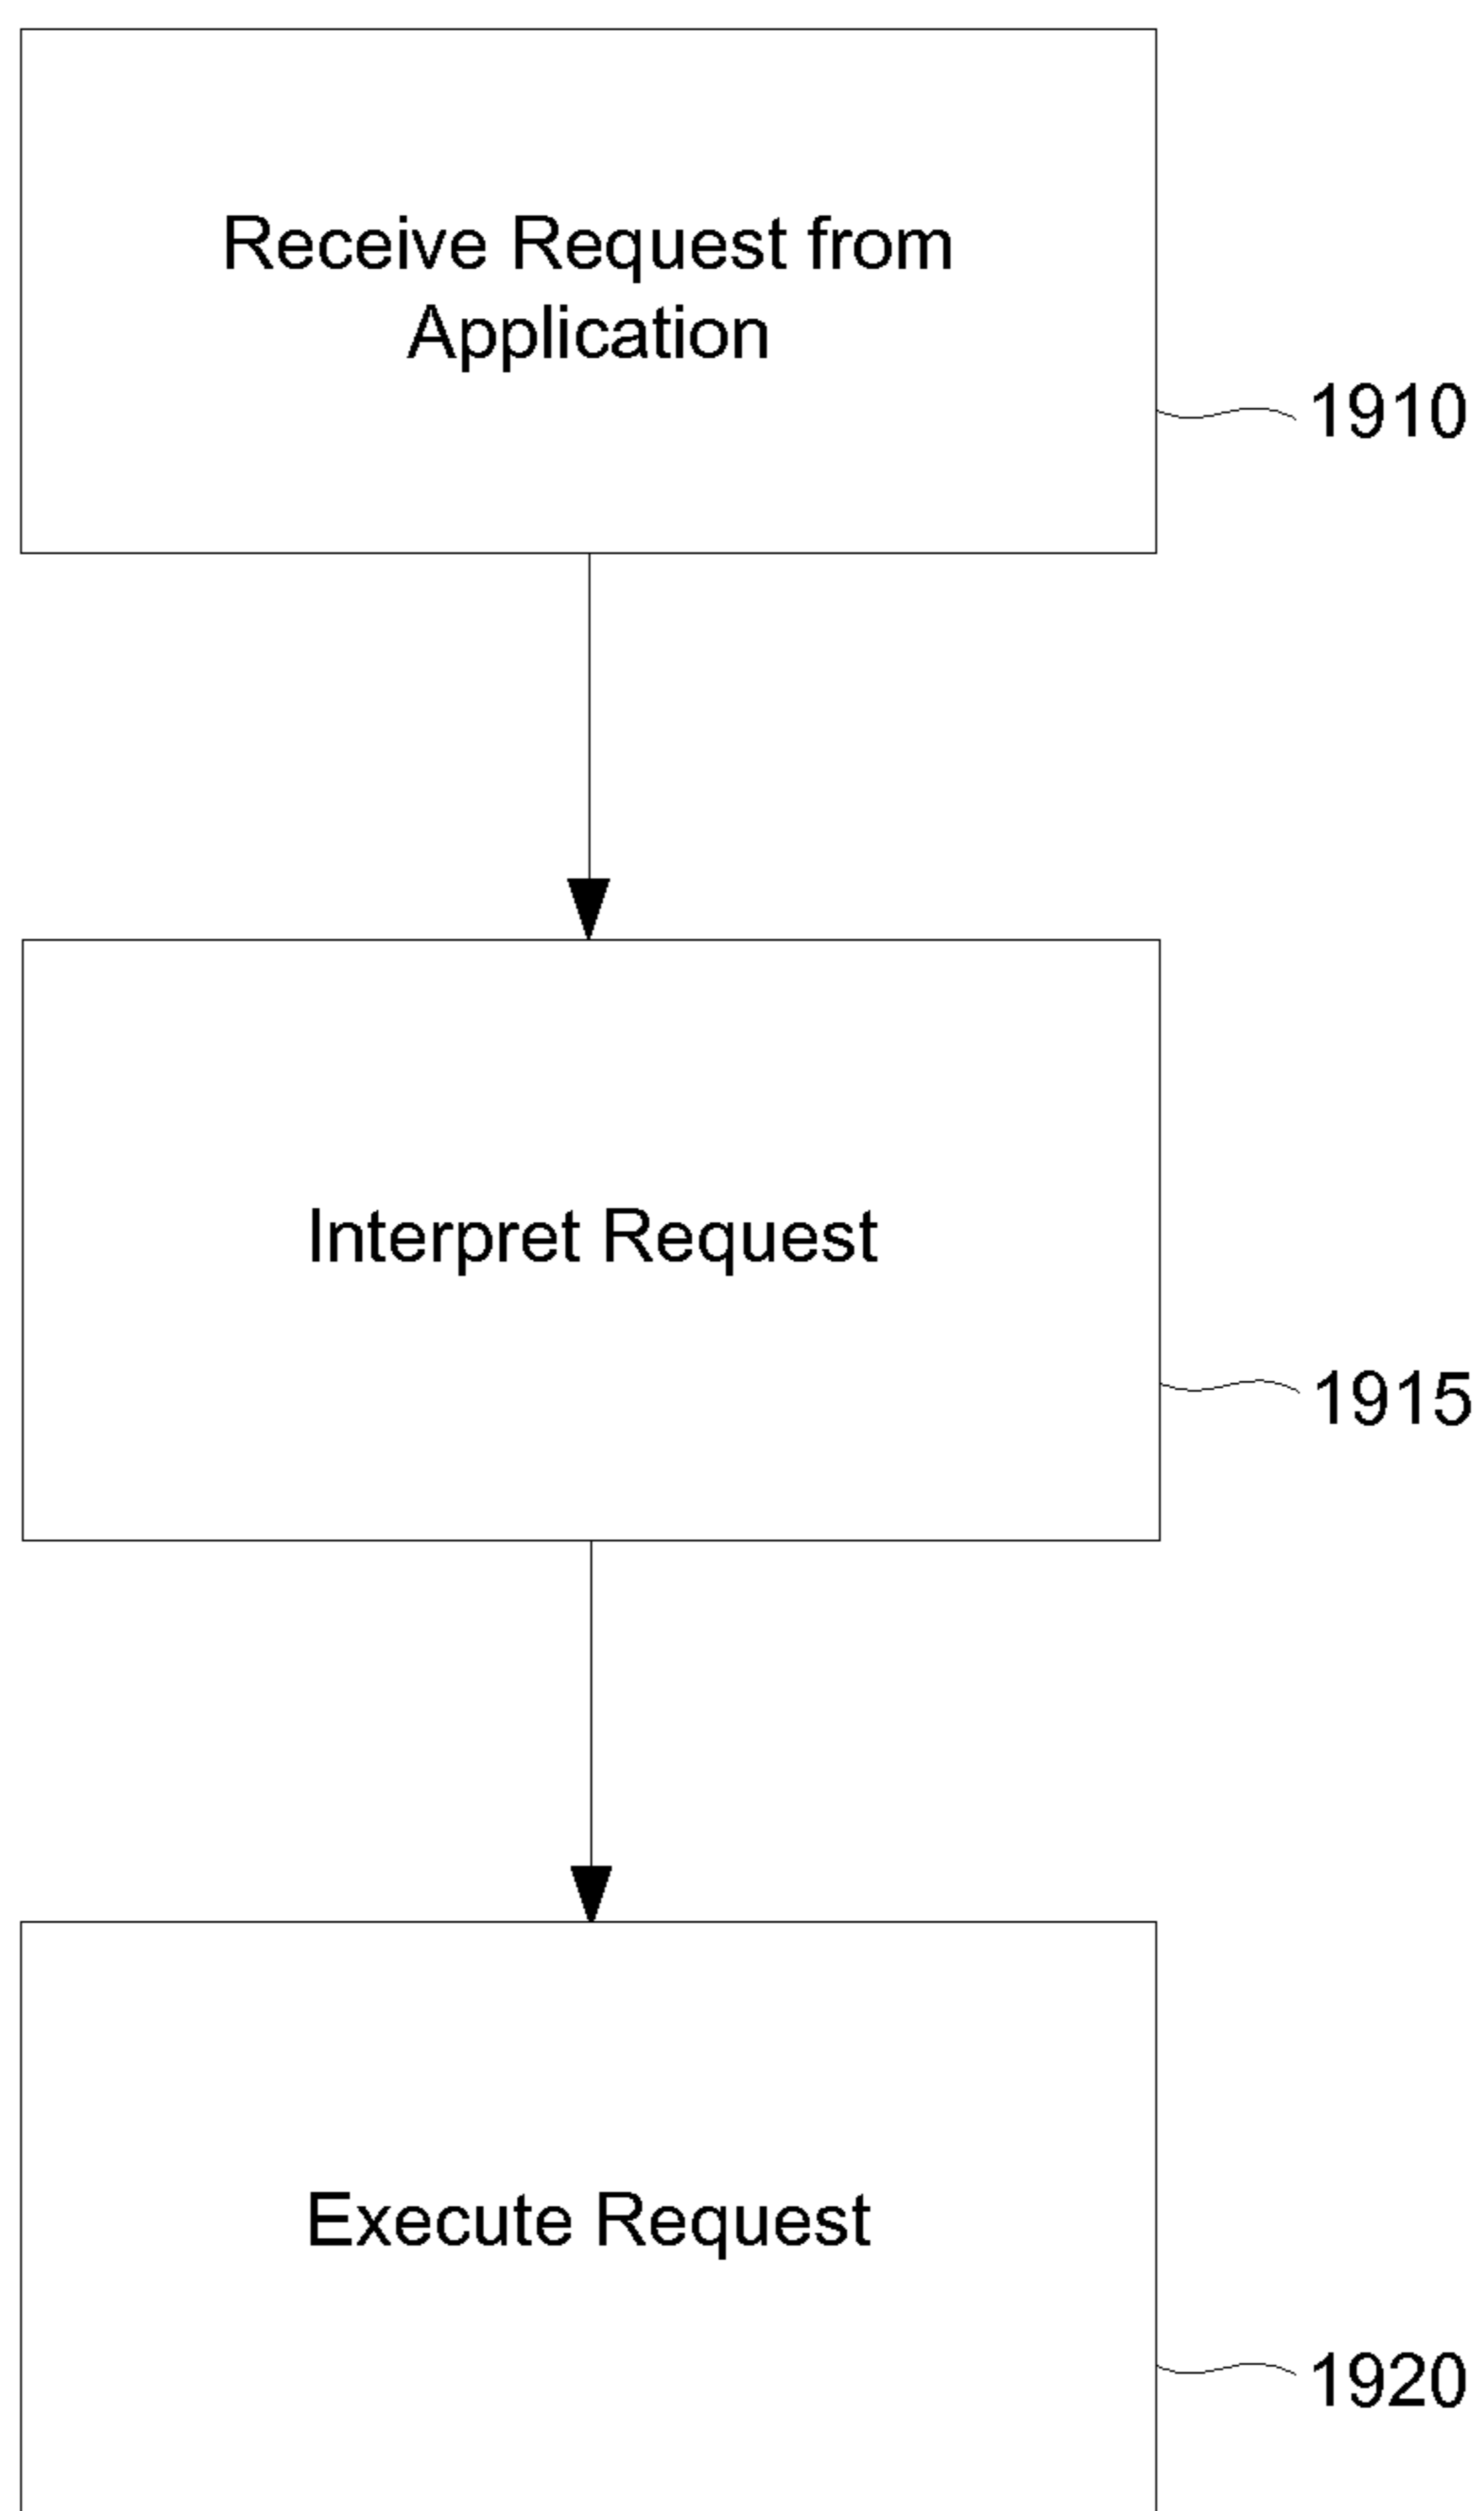 Receive Request from
Application
1910
Interpret Request
1915
Execute Request
1920